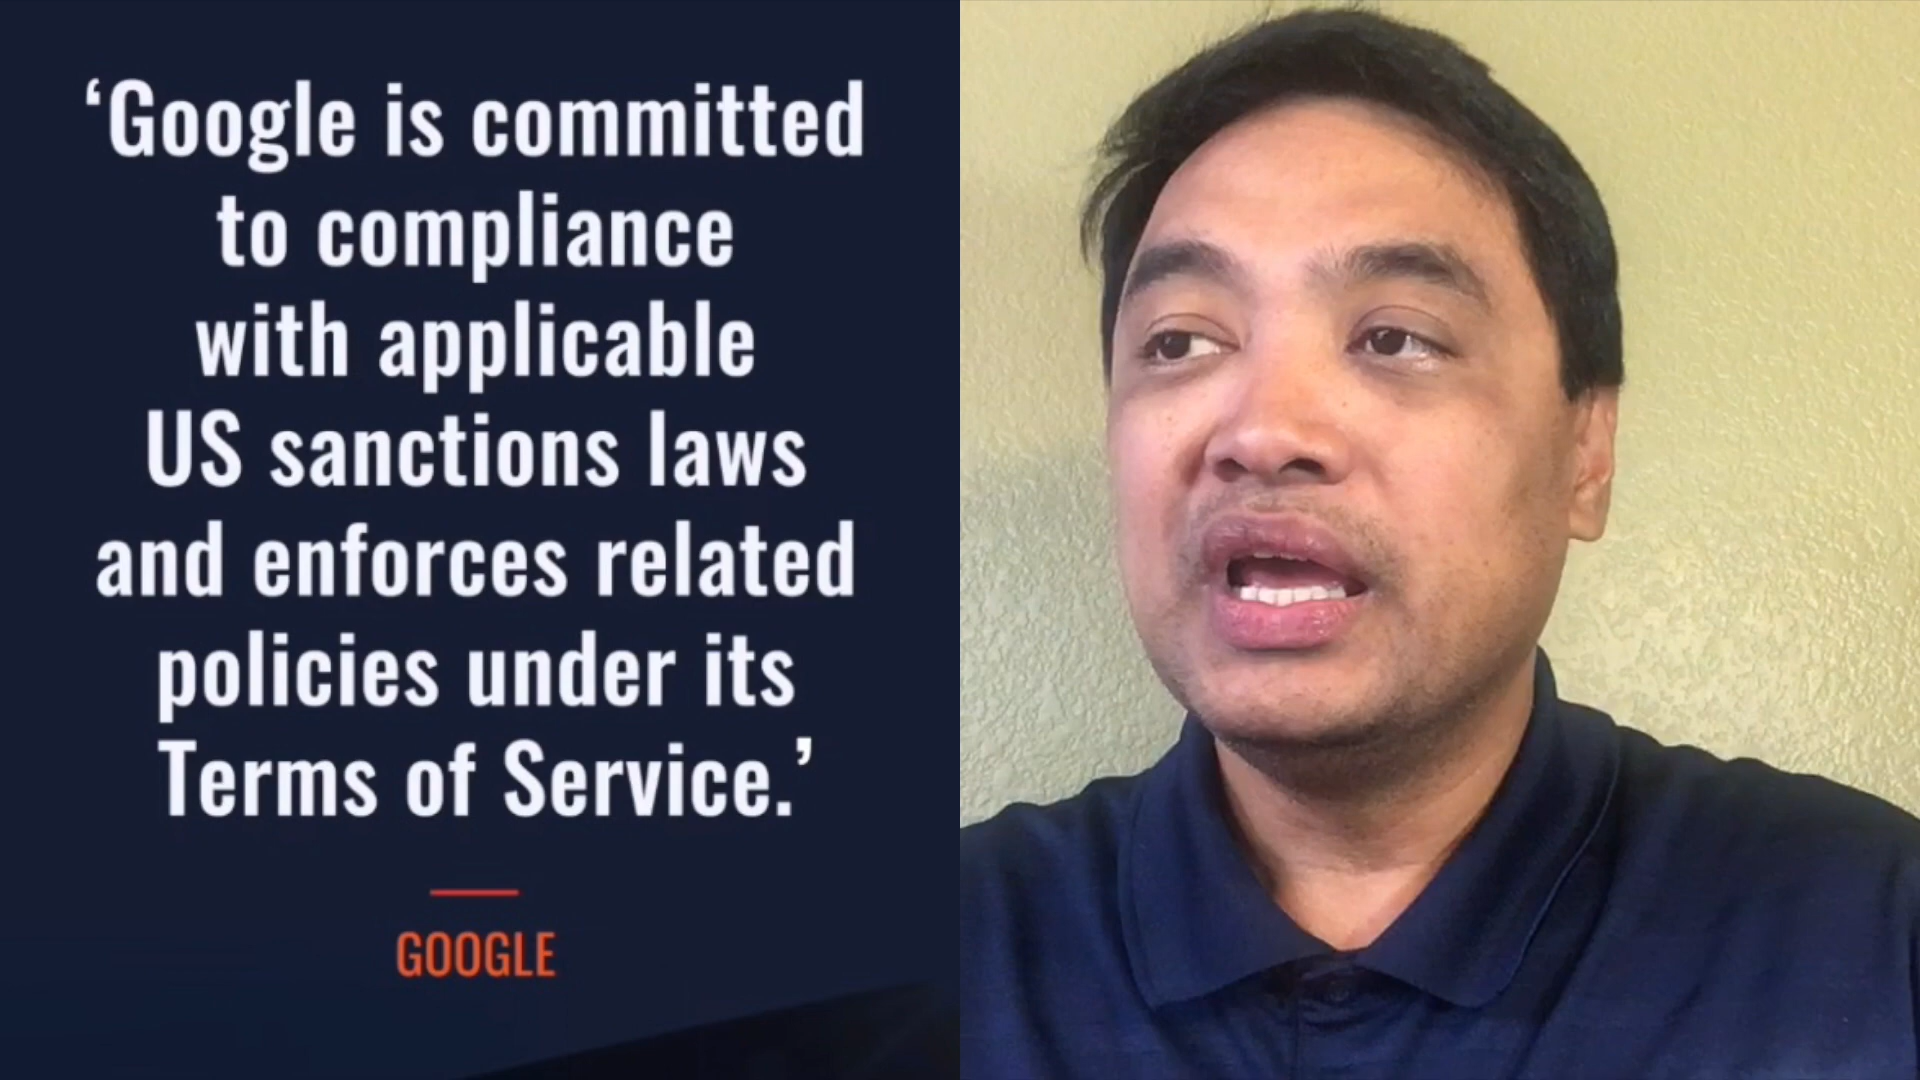 ‘Google is committed
to compliance
with applicable
US sanctions laws
and enforces related
policies under its
Terms of Service.’
GOOGLE